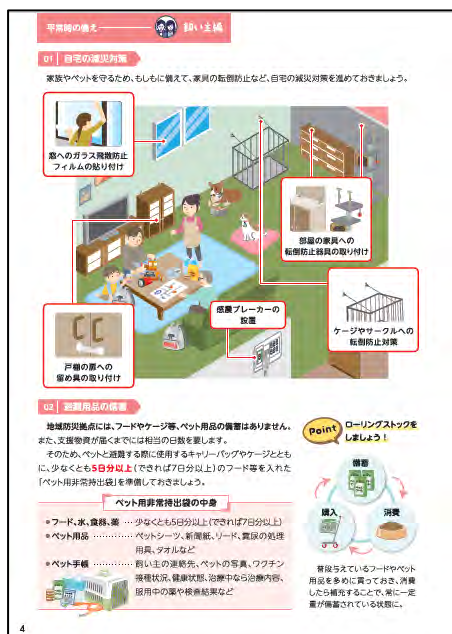 平常時の備え 飼い主編
01 自宅の減災対策
家族やペットを守るため、もしもに備えて、家具の転倒防止など、自宅の減災対策を進めておきましょう。
窓へのガラス飛散防止
フィルムの貼り付け
部屋の家具への
転倒防止器具の取り付け
感震ブレーカーの
設置
ケージやサークルへの
転倒防止対策
戸棚の扉への
留め具の取り付け
02 避難用品の備蓄
地域防災拠点には、フードやケージ等、ペット用品の備蓄はありません。
また、支援物資が届くまでには相当の日数を要します。
そのため、ペットと避難する際に使用するキャリーバッグやケージととも
に、少なくとも5日分以上(できれば7日分以上)のフード等を入れた
「ペット用非常持出袋」を準備しておきましょう。
ペット用非常持出袋の中身
●フード、水、食器、薬 … 少なくとも5日分以上(できれば7日分以上)
●ペット用品 ………… ペットシーツ、新聞紙、リード、糞尿の処理
用具、タオルなど
●ペット手帳 ………… 飼い主の連絡先、ペットの写真、ワクチン
接種状況、健康状態、治療中なら治療内容、
服用中の薬や検査結果など
Point ローリングストックを
しましょう!
備蓄
購入 消費
普段与えているフードやペット
用品を多めに買っておき、消費
したら補充することで、常に一定
量が備蓄されている状態に。
4